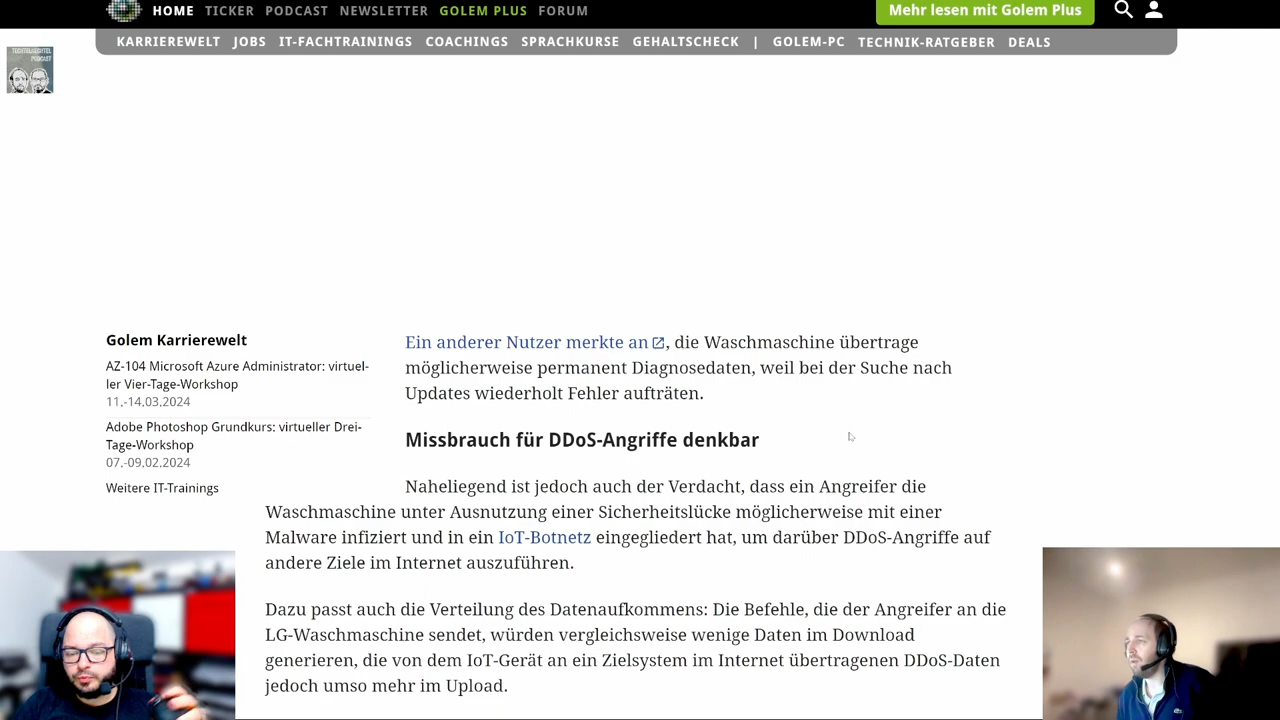 HOME TICKER PODCAST NEWSLETTER GOLEM PLUS FORUM
Mehr lesen mit Golem Plus
KARRIEREWELT JOBS IT-FACHTRAININGS COACHINGS SPRACHKURSE GEHALTSCHECK | GOLEM-PC TECHNIK-RATGEBER DEALS
PODCAST
Golem Karrierewelt
AZ-104 Microsoft Azure Administrator: virtuel-
ler Vier-Tage-Workshop
11.-14.03.2024
Adobe Photoshop Grundkurs: virtueller Drei-
Tage-Workshop
07.-09.02.2024
Weitere IT-Trainings
Ein anderer Nutzer merkte an, die Waschmaschine übertrage
möglicherweise permanent Diagnosedaten, weil bei der Suche nach
Updates wiederholt Fehler aufträten.
Missbrauch für DDoS-Angriffe denkbar
Naheliegend ist jedoch auch der Verdacht, dass ein Angreifer die
Waschmaschine unter Ausnutzung einer Sicherheitslücke möglicherweise mit einer
Malware infiziert und in ein IoT-Botnetz eingegliedert hat, um darüber DDoS-Angriffe auf
andere Ziele im Internet auszuführen.
Dazu passt auch die Verteilung des Datenaufkommens: Die Befehle, die der Angreifer an die
LG-Waschmaschine sendet, würden vergleichsweise wenige Daten im Download
generieren, die von dem IoT-Gerät an ein Zielsystem im Internet übertragenen DDoS-Daten
jedoch umso mehr im Upload.